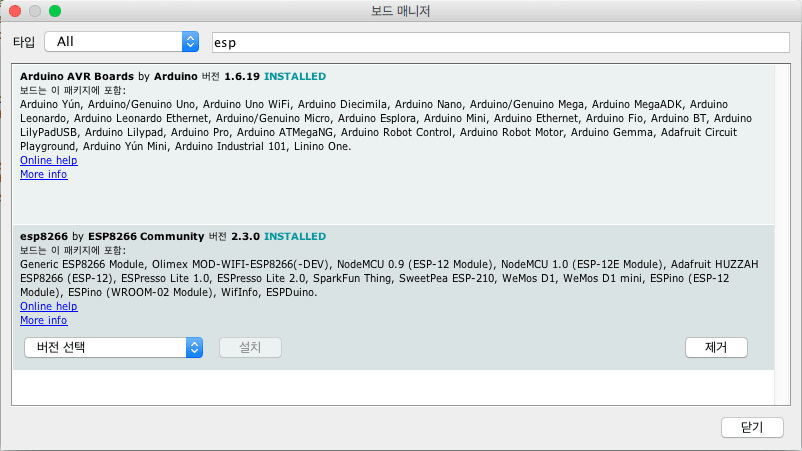 보드 매니저
타입 All esp
Arduino AVR Boards by Arduino 버전 1.6.19 INSTALLED
보드는 이 패키지에 포함:
Arduino Yún, Arduino/Genuino Uno, Arduino Uno WiFi, Arduino Diecimila, Arduino Nano, Arduino/Genuino Mega, Arduino MegaADK, Arduino
Leonardo, Arduino Leonardo Ethernet, Arduino/Genuino Micro, Arduino Esplora, Arduino Mini, Arduino Ethernet, Arduino Fio, Arduino BT, Arduino
LilyPadUSB, Arduino Lilypad, Arduino Pro, Arduino ATMegaNG, Arduino Robot Control, Arduino Robot Motor, Arduino Gemma, Adafruit Circuit
Playground, Arduino Yún Mini, Arduino Industrial 101, Linino One.
Online help
More info
esp8266 by ESP8266 Community 버전 2.3.0 INSTALLED
보드는 이 패키지에 포함:
Generic ESP8266 Module, Olimex MOD-WIFI-ESP8266(-DEV), NodeMCU 0.9 (ESP-12 Module), NodeMCU 1.0 (ESP-12E Module), Adafruit HUZZAH
ESP8266 (ESP-12), ESPresso Lite 1.0, ESPresso Lite 2.0, SparkFun Thing, SweetPea ESP-210, WeMos D1, WeMos D1 mini, ESPino (ESP-12
Module), ESPino (WROOM-02 Module), WifInfo, ESPDuino.
Online help
More info
버전 선택 설치 제거
닫기